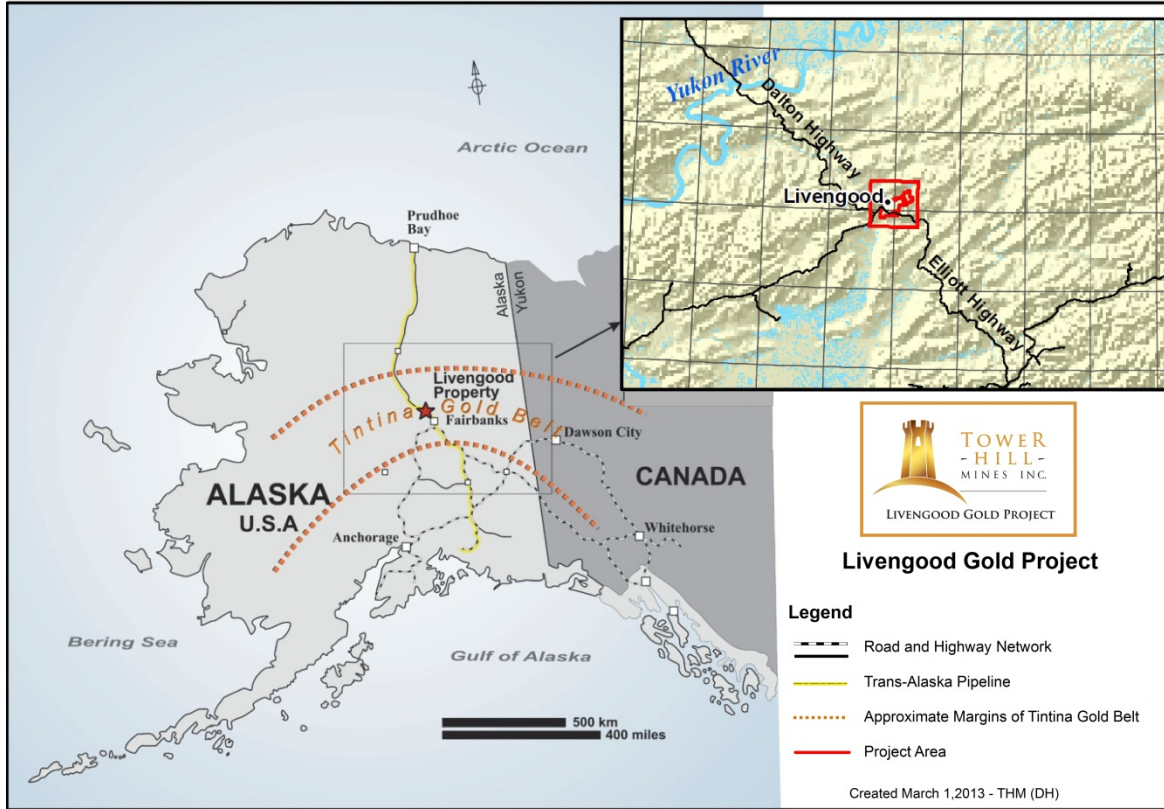 Arctic Ocean
Prudhoe
Bay
Alaska
Yukon
Livengood
Property
Tintina Gold Belt
Fairbanks
Dawson City
ALASKA
U.S.A
CANADA
Anchorage
Whitehorse
Bering Sea
Gulf of Alaska
500 km
400 miles
Yukon River
Dalton Highway
Livengood
Elliott Highway
TOWER
- HILL -
MINES INC.
LIVENGOOD GOLD PROJECT
Livengood Gold Project
Legend
Road and Highway Network
Trans-Alaska Pipeline
Approximate Margins of Tintina Gold Belt
Project Area
Created March 1,2013 - THM (DH)